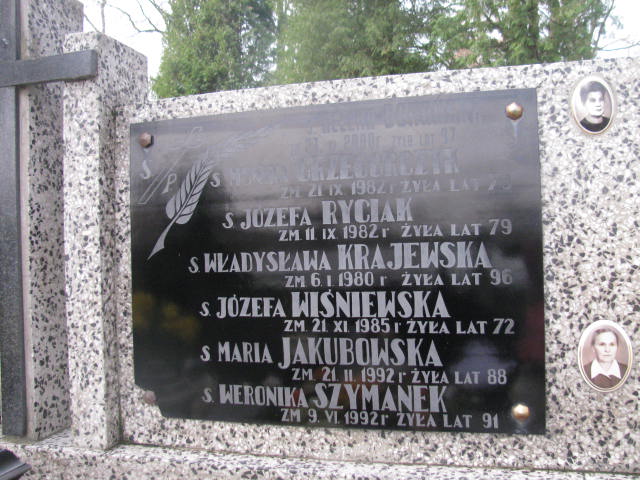 S.P.
ZM. 21 IX 1982 r ŻYŁA LAT
S. JÓZEFA RYCIAK
ZM. 11. IX 1982 r ŻYŁA LAT 79
S. WŁADYSŁAWA KRAJEWSKA
ZM 6. I 1980 r ŻYŁA LAT 96
S. JÓZEFA WIŚNIEWSKA
ZM. 21. XI 1985 r ŻYŁA LAT 72
S MARIA JAKUBOWSKA
ZM. 21. II 1992 r ŻYŁA LAT 88
S. WERONIKA SZYMANEK
ZM 9. VI 1992 r ŻYŁA LAT 91